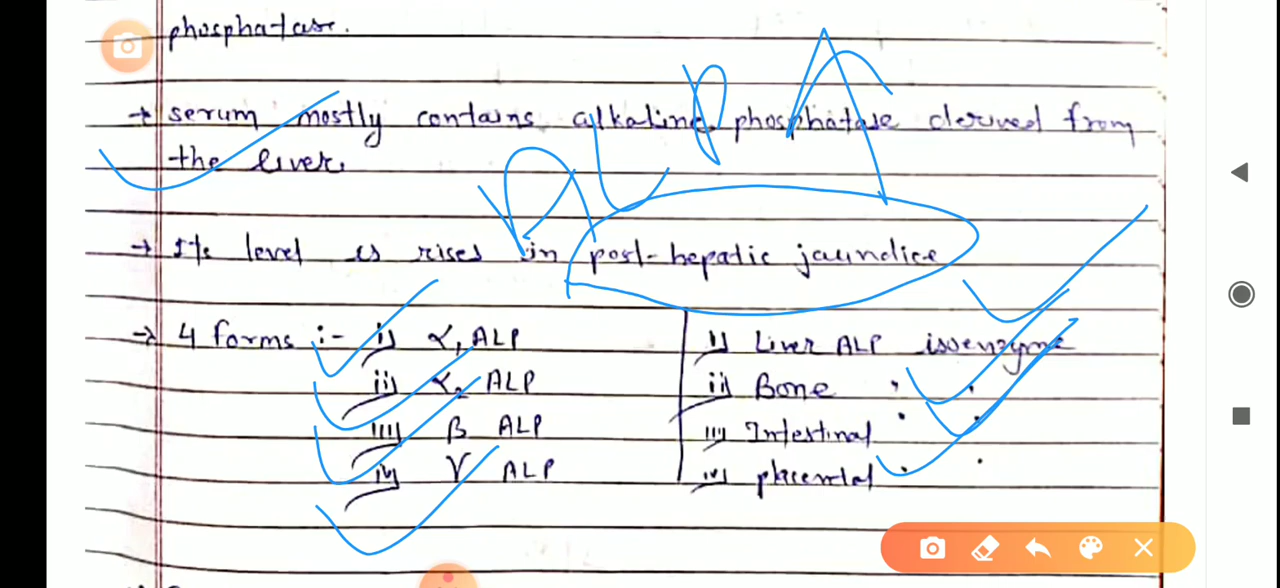 phosphatase.
→ serum mostly contains alkaline phosphatase derived from
the liver.
→ Its level is rises in post-hepatic jaundice
→ 4 forms :- i) α1 ALP
ii) α2 ALP
iii) β ALP
iv) γ ALP
i) Liver ALP isoenzyme
ii) Bone " "
iii) Intestinal " "
iv) placental " "
ALP